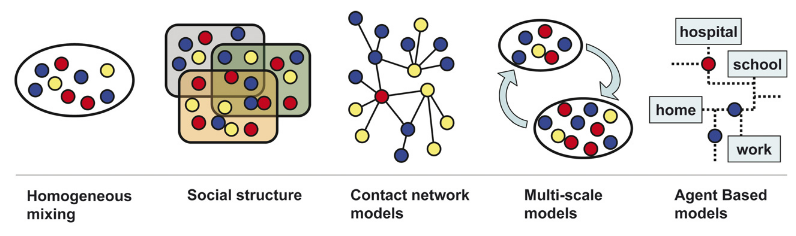 hospital
school
home
work
Homogeneous
mixing
Social structure
Contact network
models
Multi-scale
models
Agent Based
models